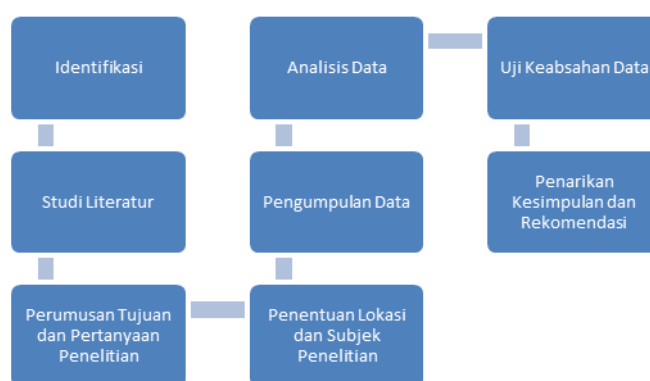 Identifikasi
Studi Literatur
Perumusan Tujuan
dan Pertanyaan
Penelitian
Penentuan Lokasi
dan Subjek
Penelitian
Pengumpulan Data
Analisis Data
Uji Keabsahan Data
Penarikan
Kesimpulan dan
Rekomendasi